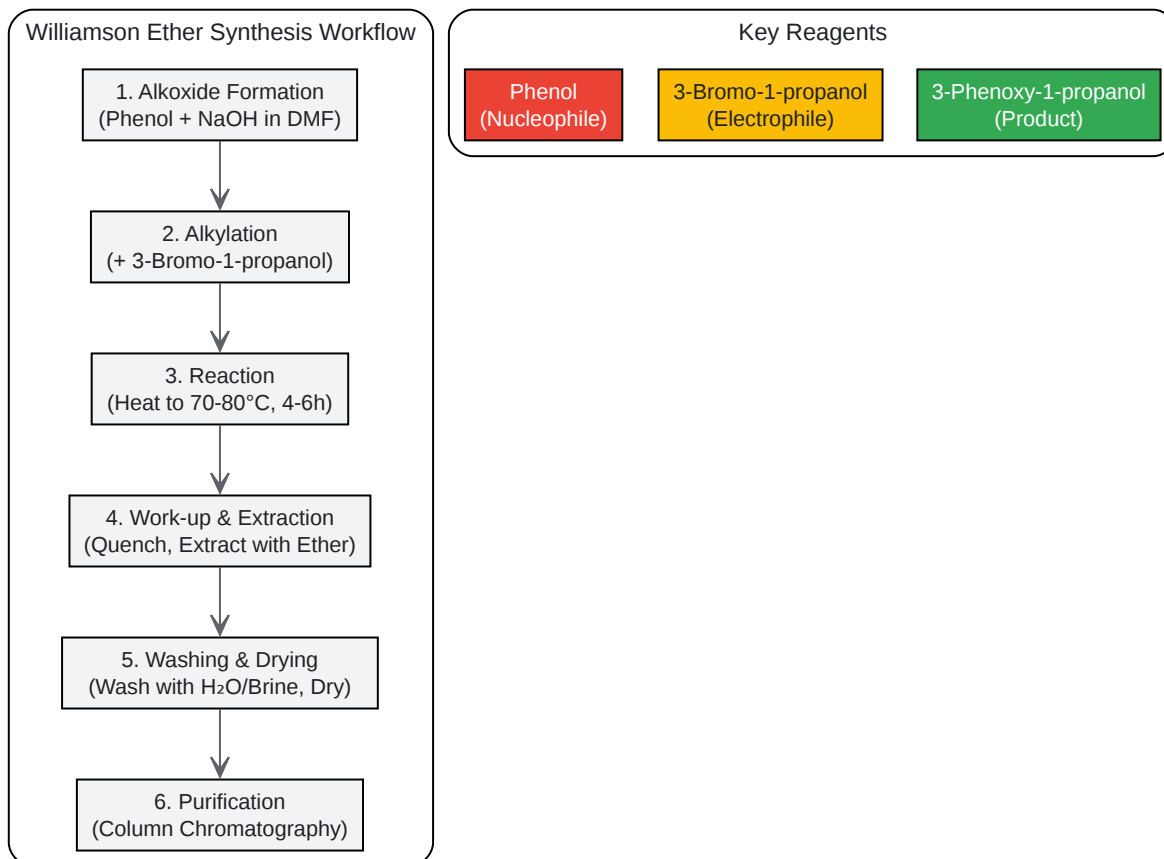 Williamson Ether Synthesis Workflow
1. Alkoxide Formation
(Phenol + NaOH in DMF)
2. Alkylation
(+ 3-Bromo-1-propanol)
3. Reaction
(Heat to 70-80°C, 4-6h)
4. Work-up & Extraction
(Quench, Extract with Ether)
5. Washing & Drying
(Wash with H₂O/Brine, Dry)
6. Purification
(Column Chromatography)
Key Reagents
Phenol
(Nucleophile)
3-Bromo-1-propanol
(Electrophile)
3-Phenoxy-1-propanol
(Product)